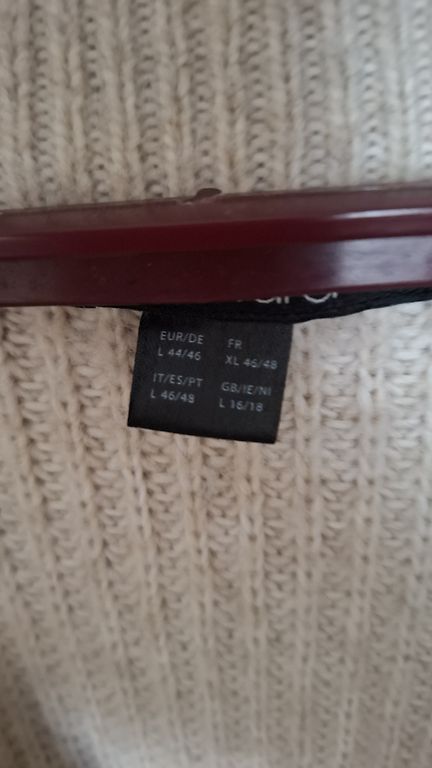 EUR/DE FR
L 44/46 XL 46/48
IT/ES/PT GB/IE/NI
L 46/48 L 16/18